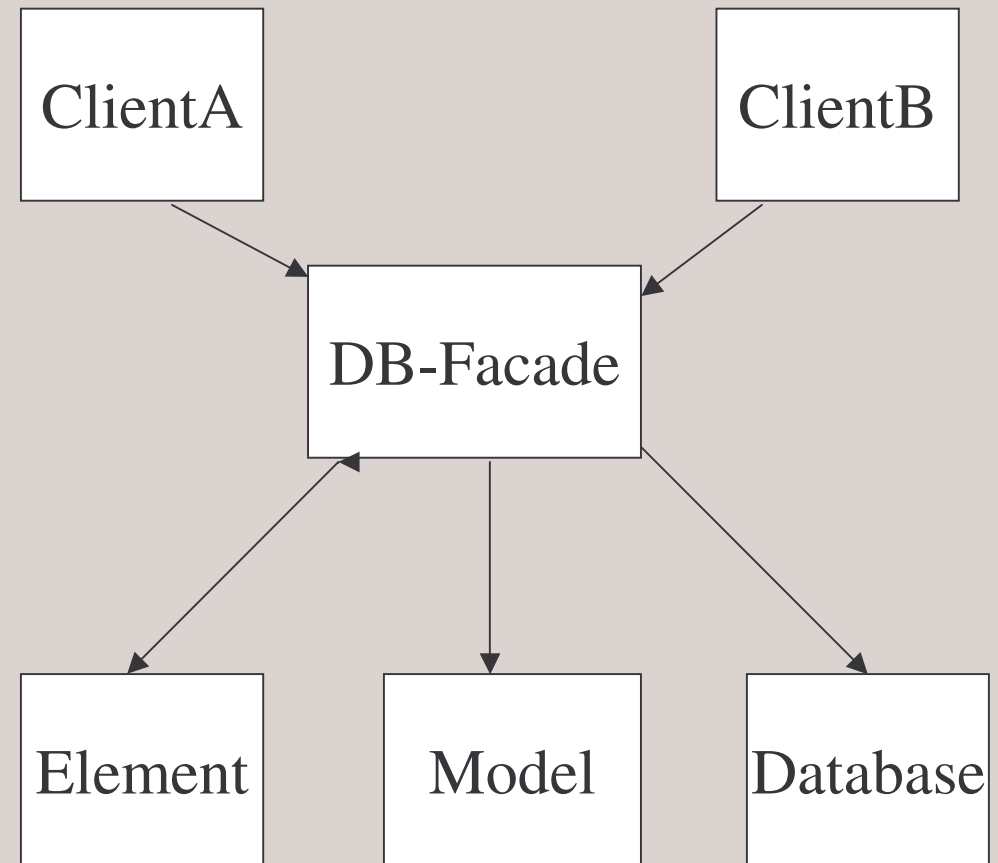 ClientA
ClientB
DB-Facade
Element
Model
Database